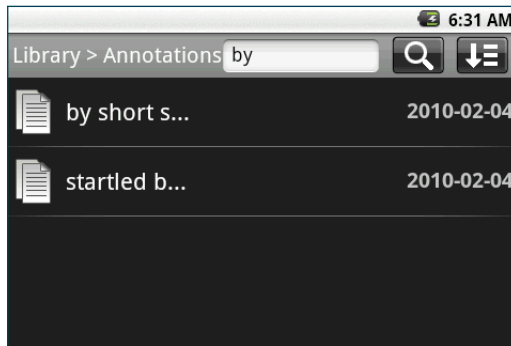 6:31 AM
Library > Annotations by
by short s... 2010-02-04
startled b... 2010-02-04